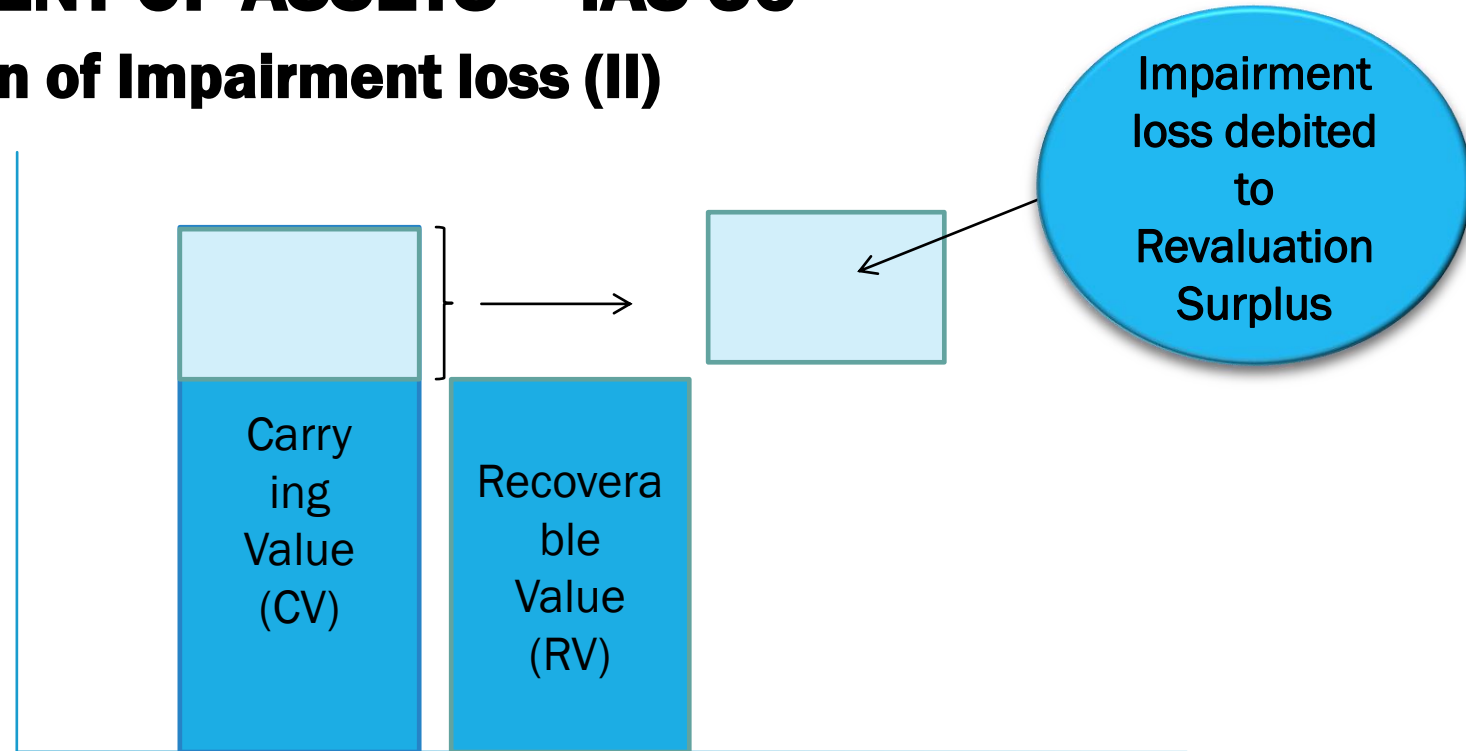 n of Impairment loss (II)
Impairment
loss debited
to
Revaluation
Surplus
Carry
ing
Value
(CV)
Recovera
ble
Value
(RV)